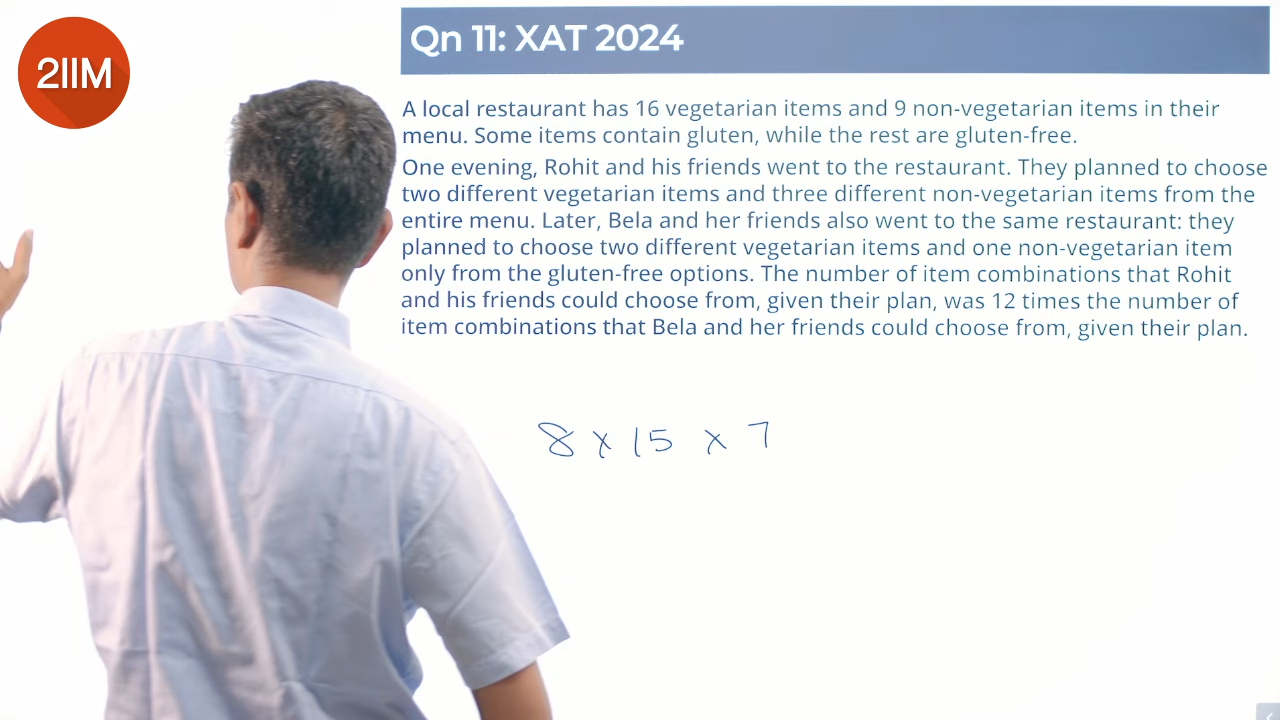 2IIM
Qn 11: XAT 2024
A local restaurant has 16 vegetarian items and 9 non-vegetarian items in their
menu. Some items contain gluten, while the rest are gluten-free.
One evening, Rohit and his friends went to the restaurant. They planned to choose
two different vegetarian items and three different non-vegetarian items from the
entire menu. Later, Bela and her friends also went to the same restaurant: they
planned to choose two different vegetarian items and one non-vegetarian item
only from the gluten-free options. The number of item combinations that Rohit
and his friends could choose from, given their plan, was 12 times the number of
item combinations that Bela and her friends could choose from, given their plan.
8 x 15 x 7